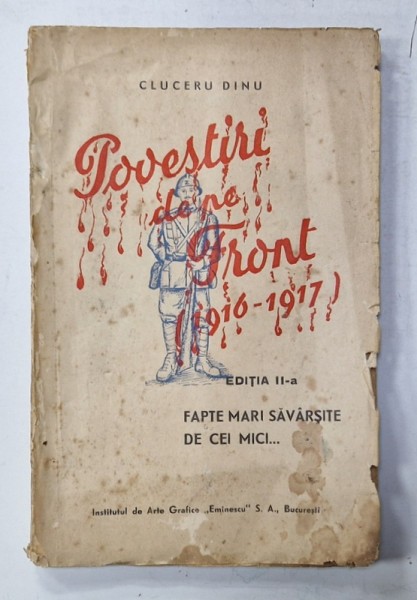 CLUCERU DINU
Povestiri
de pe
Front
(1916-1917)
EDIȚIA II-a
FAPTE MARI SĂVÂRȘITE
DE CEI MICI...
Institutul de Arte Grafice „Eminescu" S. A., București